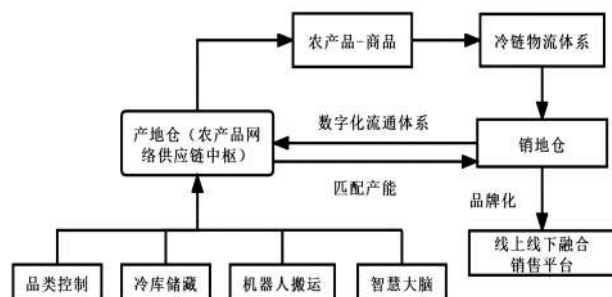 农产品-商品
冷链物流体系
产地仓（农产品网
络供应链中枢）
数字化流通体系
销地仓
匹配产能
品牌化
线上线下融合
销售平台
品类控制
冷库储藏
机器人搬运
智慧大脑